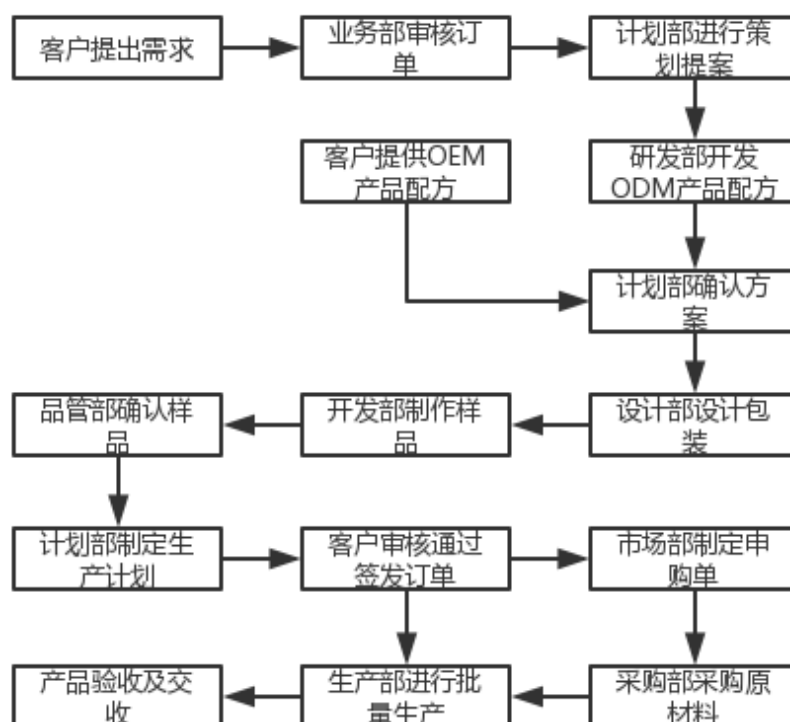 客户提出需求
业务部审核订
单
计划部进行策
划提案
客户提供OEM
产品配方
研发部开发
ODM产品配方
计划部确认方
案
品管部确认样
品
开发部制作样
品
设计部设计包
装
计划部制定生
产计划
客户审核通过
签发订单
市场部制定申
购单
产品验收及交
收
生产部进行批
量生产
采购部采购原
材料